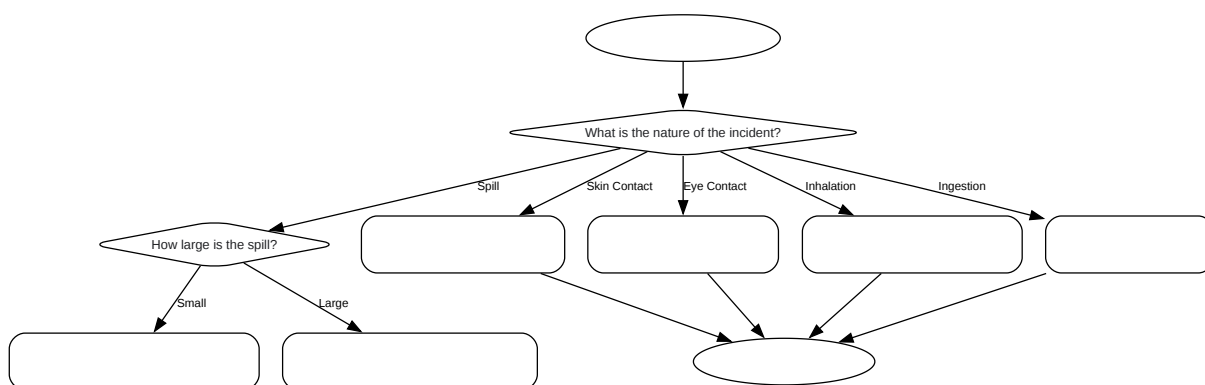 What is the nature of the incident?
Spill
Skin Contact
Eye Contact
Inhalation
Ingestion
How large is the spill?
Small
Large